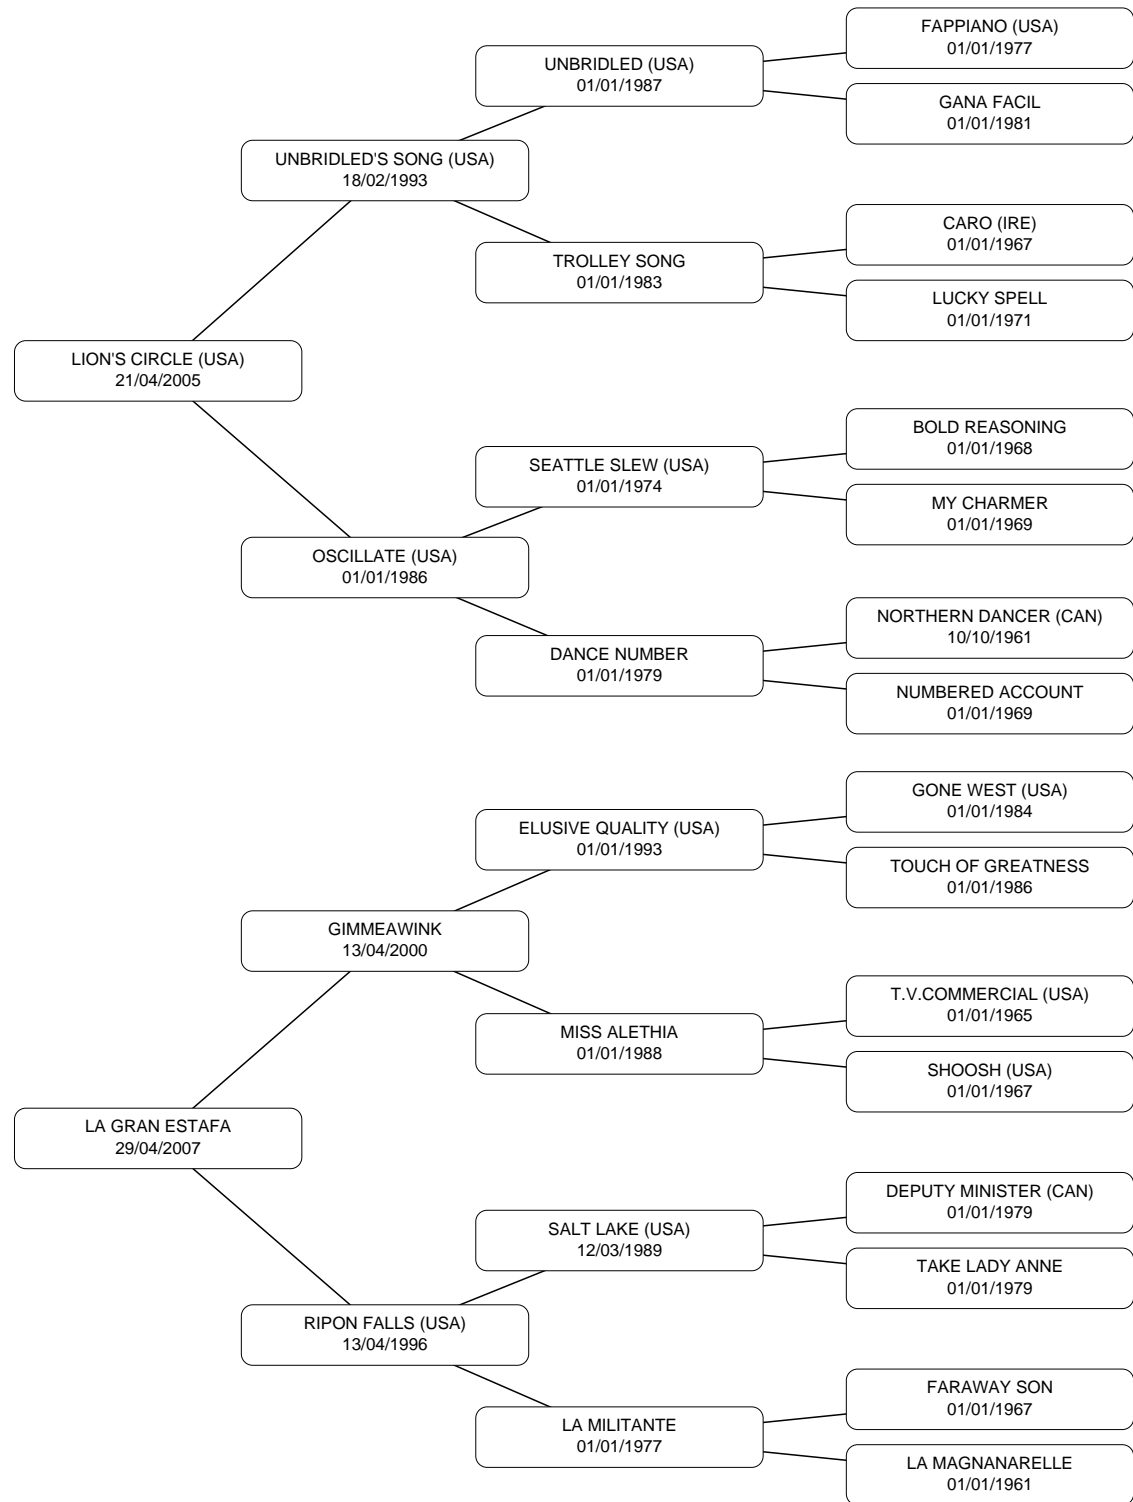 FAPPIANO (USA)
01/01/1977
UNBRIDLED (USA)
01/01/1987
GANA FACIL
01/01/1981
UNBRIDLED'S SONG (USA)
18/02/1993
CARO (IRE)
01/01/1967
TROLLEY SONG
01/01/1983
LUCKY SPELL
01/01/1971
LION'S CIRCLE (USA)
21/04/2005
BOLD REASONING
01/01/1968
SEATTLE SLEW (USA)
01/01/1974
MY CHARMER
01/01/1969
OSCILLATE (USA)
01/01/1986
NORTHERN DANCER (CAN)
10/10/1961
DANCE NUMBER
01/01/1979
NUMBERED ACCOUNT
01/01/1969
GONE WEST (USA)
01/01/1984
ELUSIVE QUALITY (USA)
01/01/1993
TOUCH OF GREATNESS
01/01/1986
GIMMEAWINK
13/04/2000
T.V.COMMERCIAL (USA)
01/01/1965
MISS ALETHIA
01/01/1988
SHOOSH (USA)
01/01/1967
LA GRAN ESTAFA
29/04/2007
DEPUTY MINISTER (CAN)
01/01/1979
SALT LAKE (USA)
12/03/1989
TAKE LADY ANNE
01/01/1979
RIPON FALLS (USA)
13/04/1996
FARAWAY SON
01/01/1967
LA MILITANTE
01/01/1977
LA MAGNANARELLE
01/01/1961